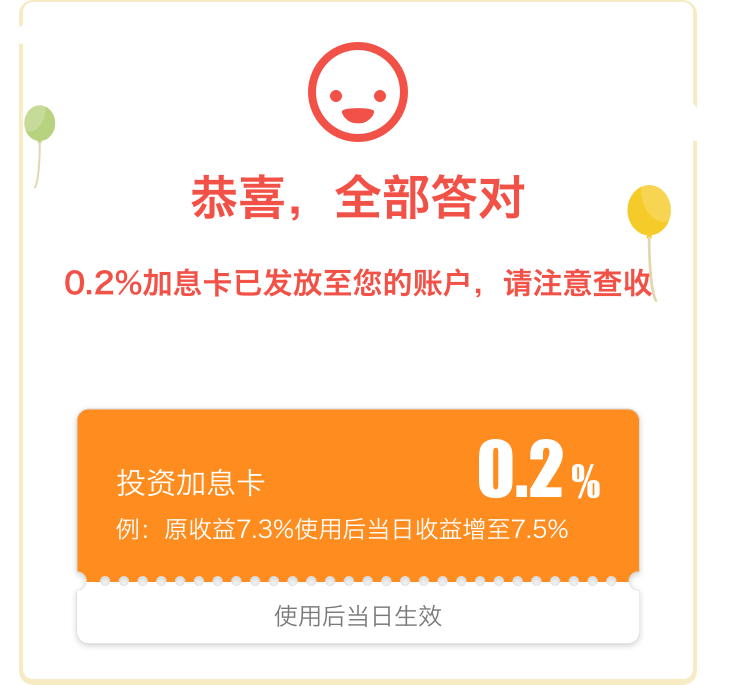 恭喜，全部答对
0.2%加息卡已发放至您的账户，请注意查收
投资加息卡 0.2%
例：原收益7.3%使用后当日收益增至7.5%
使用后当日生效